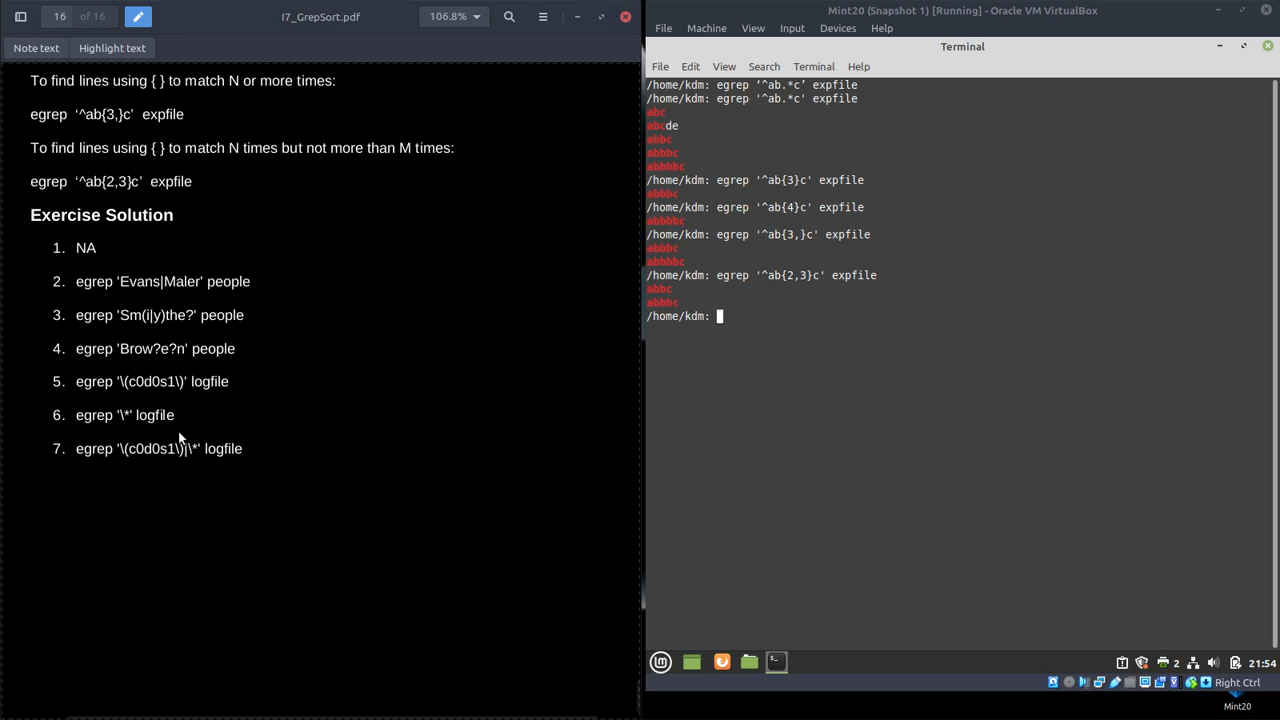 16 of 16
I7_GrepSort.pdf
106.8%
Note text Highlight text
To find lines using { } to match N or more times:
egrep ‘^ab{3,}c’ expfile
To find lines using { } to match N times but not more than M times:
egrep ‘^ab{2,3}c’ expfile
Exercise Solution
1. NA
2. egrep 'Evans|Maler' people
3. egrep 'Sm(i|y)the?' people
4. egrep 'Brow?e?n' people
5. egrep '\(c0d0s1\)' logfile
6. egrep '\*' logfile
7. egrep '\(c0d0s1\)|\*' logfile
Mint20 (Snapshot 1) [Running] - Oracle VM VirtualBox
File Machine View Input Devices Help
Terminal
File Edit View Search Terminal Help
/home/kdm: egrep ‘^ab.*c’ expfile
/home/kdm: egrep '^ab.*c' expfile
abc
abcde
abbc
abbbc
abbbbc
/home/kdm: egrep '^ab{3}c' expfile
abbbc
/home/kdm: egrep '^ab{4}c' expfile
abbbbc
/home/kdm: egrep '^ab{3,}c' expfile
abbbc
abbbbc
/home/kdm: egrep '^ab{2,3}c' expfile
abbc
abbbc
/home/kdm:
2 21:54
Right Ctrl
Mint20